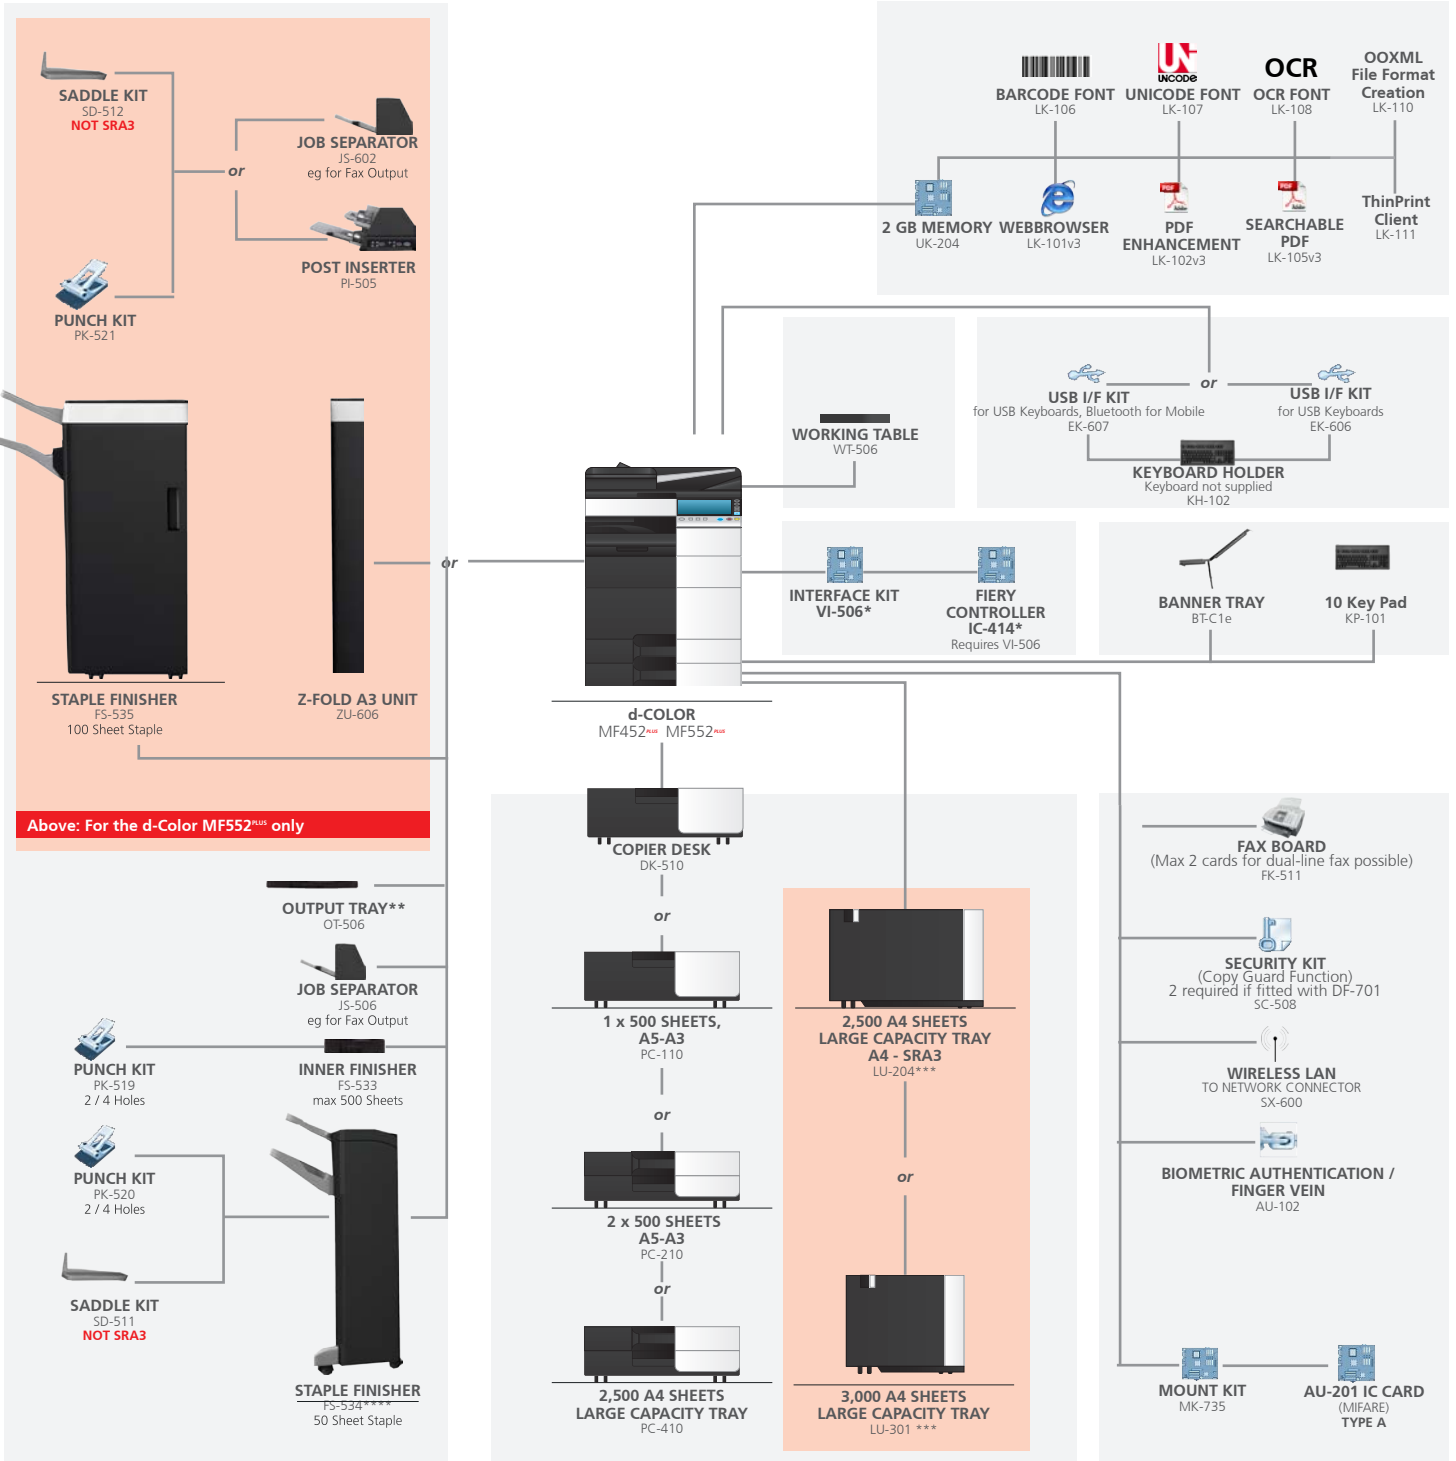 SADDLE KIT
SD-512
NOT SRA3
or
JOB SEPARATOR
JS-602
eg for Fax Output
POST INSERTER
PI-505
PUNCH KIT
PK-521
STAPLE FINISHER
FS-535
100 Sheet Staple
Z-FOLD A3 UNIT
ZU-606
Above: For the d-Color MF552PLUS only
or
OUTPUT TRAY**
OT-506
JOB SEPARATOR
JS-506
eg for Fax Output
PUNCH KIT
PK-519
2 / 4 Holes
INNER FINISHER
FS-533
max 500 Sheets
PUNCH KIT
PK-520
2 / 4 Holes
SADDLE KIT
SD-511
NOT SRA3
STAPLE FINISHER
FS-534****
50 Sheet Staple
d-COLOR
MF452PLUS MF552PLUS
COPIER DESK
DK-510
or
1 x 500 SHEETS,
A5-A3
PC-110
or
2 x 500 SHEETS
A5-A3
PC-210
or
2,500 A4 SHEETS
LARGE CAPACITY TRAY
PC-410
2,500 A4 SHEETS
LARGE CAPACITY TRAY
A4 - SRA3
LU-204***
or
3,000 A4 SHEETS
LARGE CAPACITY TRAY
LU-301 ***
BARCODE FONT
LK-106
UNICODE
UNICODE FONT
LK-107
OCR
OCR FONT
LK-108
OOXML
File Format
Creation
LK-110
2 GB MEMORY
UK-204
WEBBROWSER
LK-101v3
PDF
PDF
ENHANCEMENT
LK-102v3
PDF
SEARCHABLE
PDF
LK-105v3
ThinPrint
Client
LK-111
WORKING TABLE
WT-506
USB I/F KIT
for USB Keyboards, Bluetooth for Mobile
EK-607
or
USB I/F KIT
for USB Keyboards
EK-606
KEYBOARD HOLDER
Keyboard not supplied
KH-102
INTERFACE KIT
VI-506*
FIERY
CONTROLLER
IC-414*
Requires VI-506
BANNER TRAY
BT-C1e
10 Key Pad
KP-101
FAX BOARD
(Max 2 cards for dual-line fax possible)
FK-511
SECURITY KIT
(Copy Guard Function)
2 required if fitted with DF-701
SC-508
WIRELESS LAN
TO NETWORK CONNECTOR
SX-600
BIOMETRIC AUTHENTICATION /
FINGER VEIN
AU-102
MOUNT KIT
MK-735
AU-201 IC CARD
(MIFARE)
TYPE A